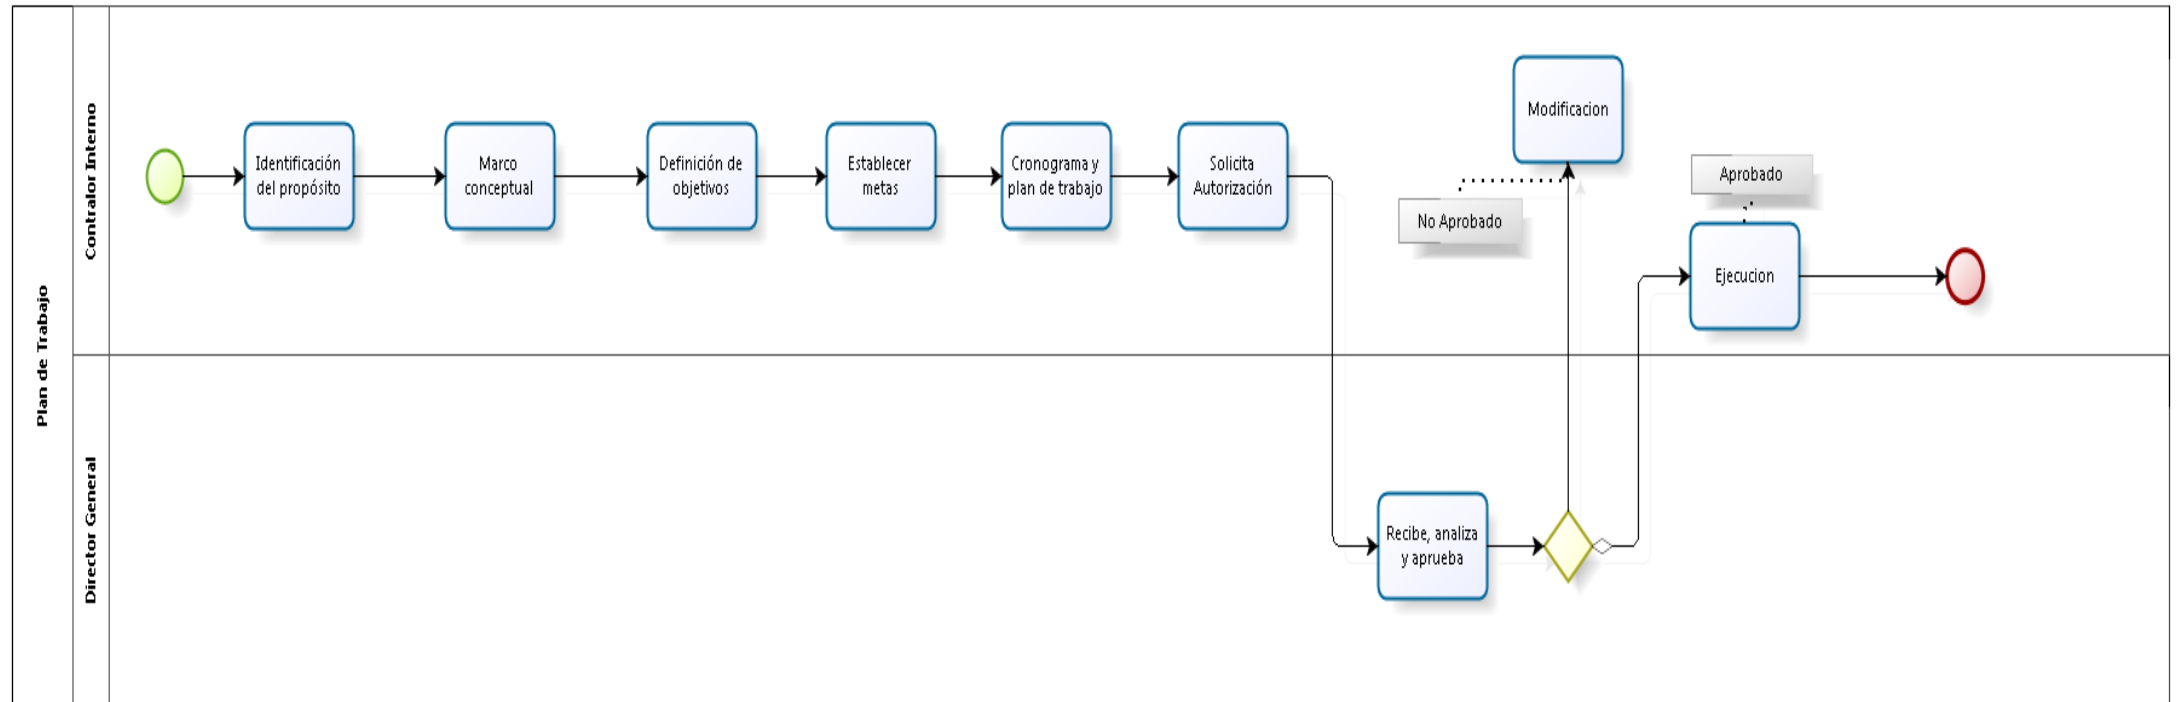 Plan de Trabajo
Contralor Interno
Identificación
del propósito
Marco
conceptual
Definición de
objetivos
Establecer
metas
Cronograma y
plan de trabajo
Solicita
Autorización
Modificacion
No Aprobado
Aprobado
Ejecucion
Director General
Recibe, analiza
y aprueba